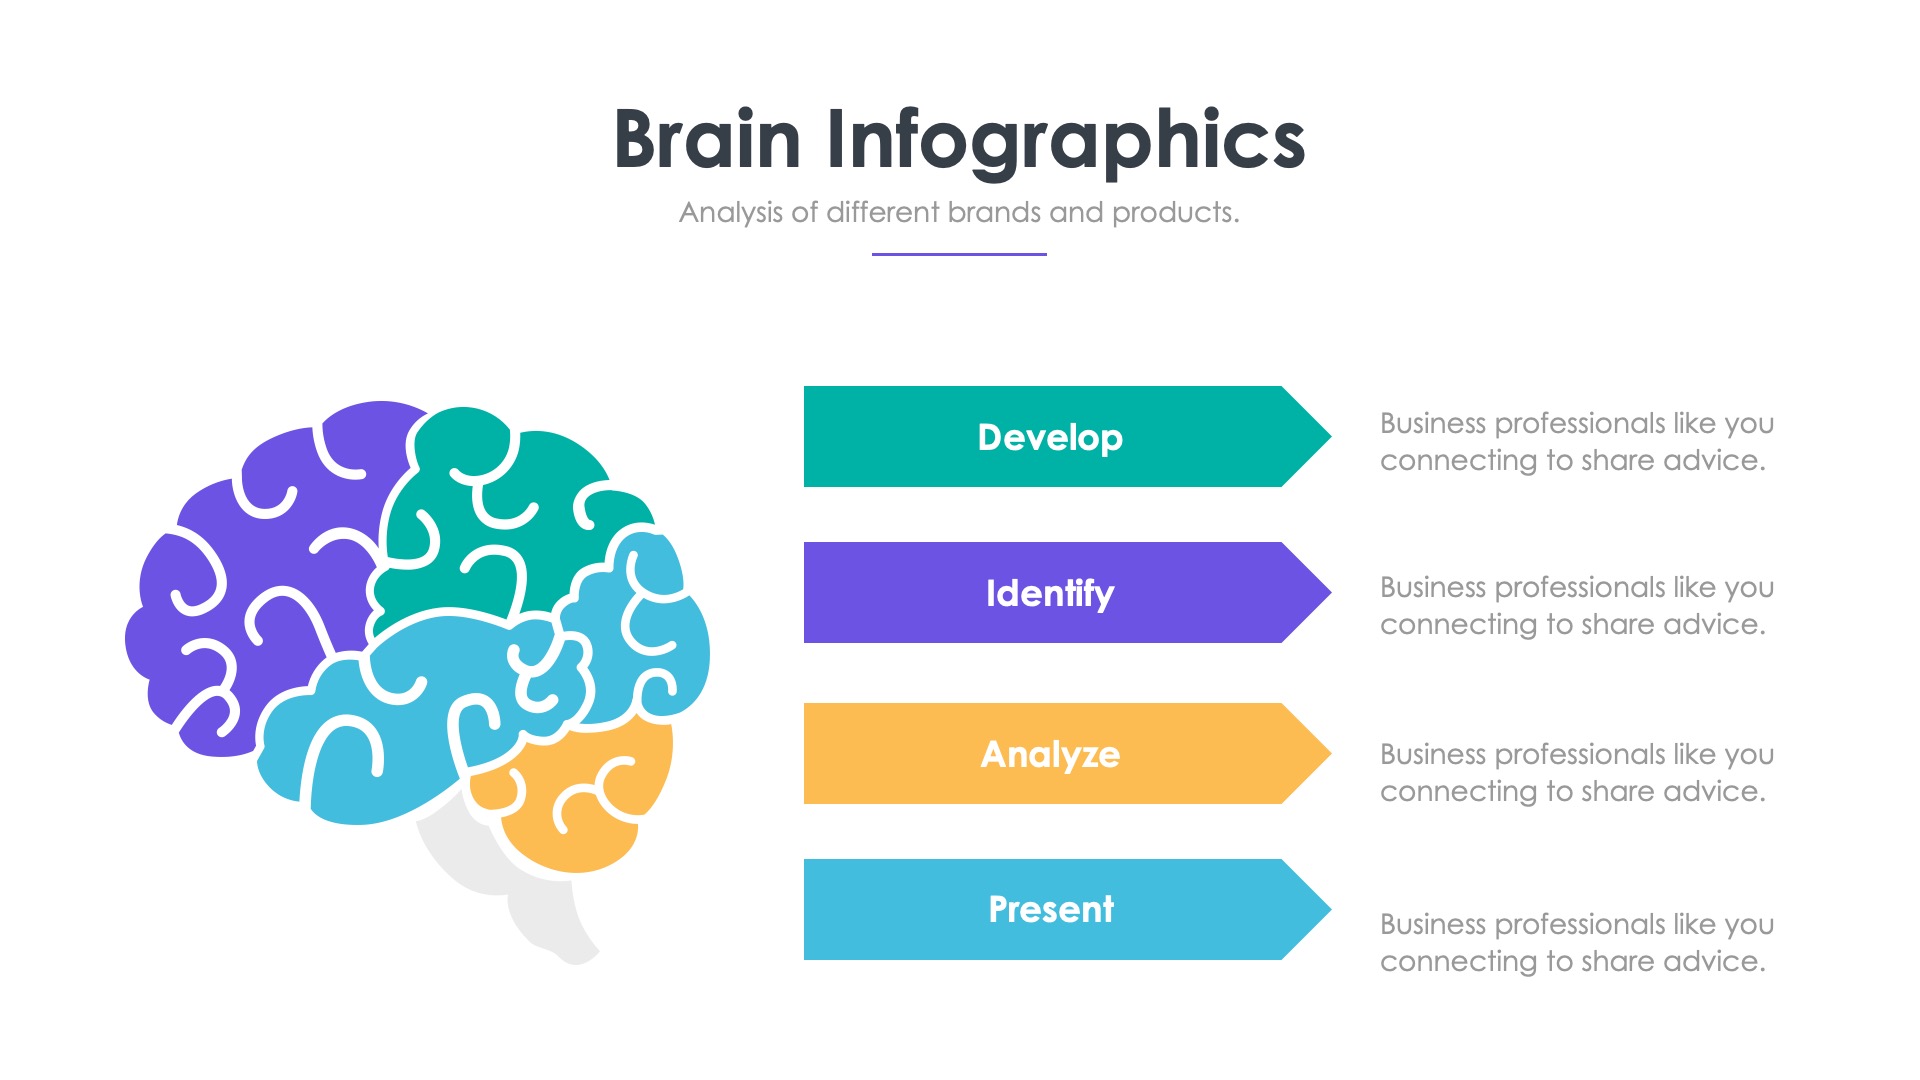 Brain Infographics
Analysis of different brands and products.
Develop
Business professionals like you
connecting to share advice.
Identify
Business professionals like you
connecting to share advice.
Analyze
Business professionals like you
connecting to share advice.
Present
Business professionals like you
connecting to share advice.